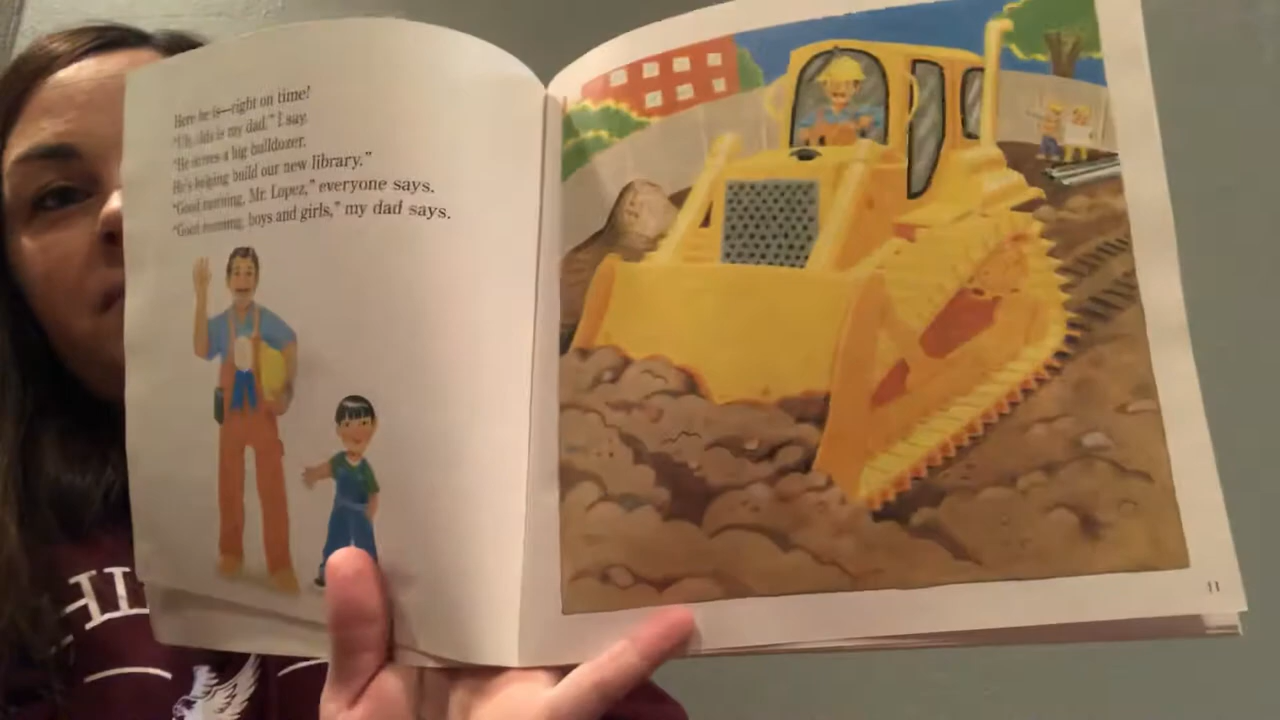 Here he is—right on time!
"Uh, this is my dad," I say.
"He drives a big bulldozer.
He's helping build our new library."
"Good morning, Mr. Lopez," everyone says.
"Good morning, boys and girls," my dad says.
11